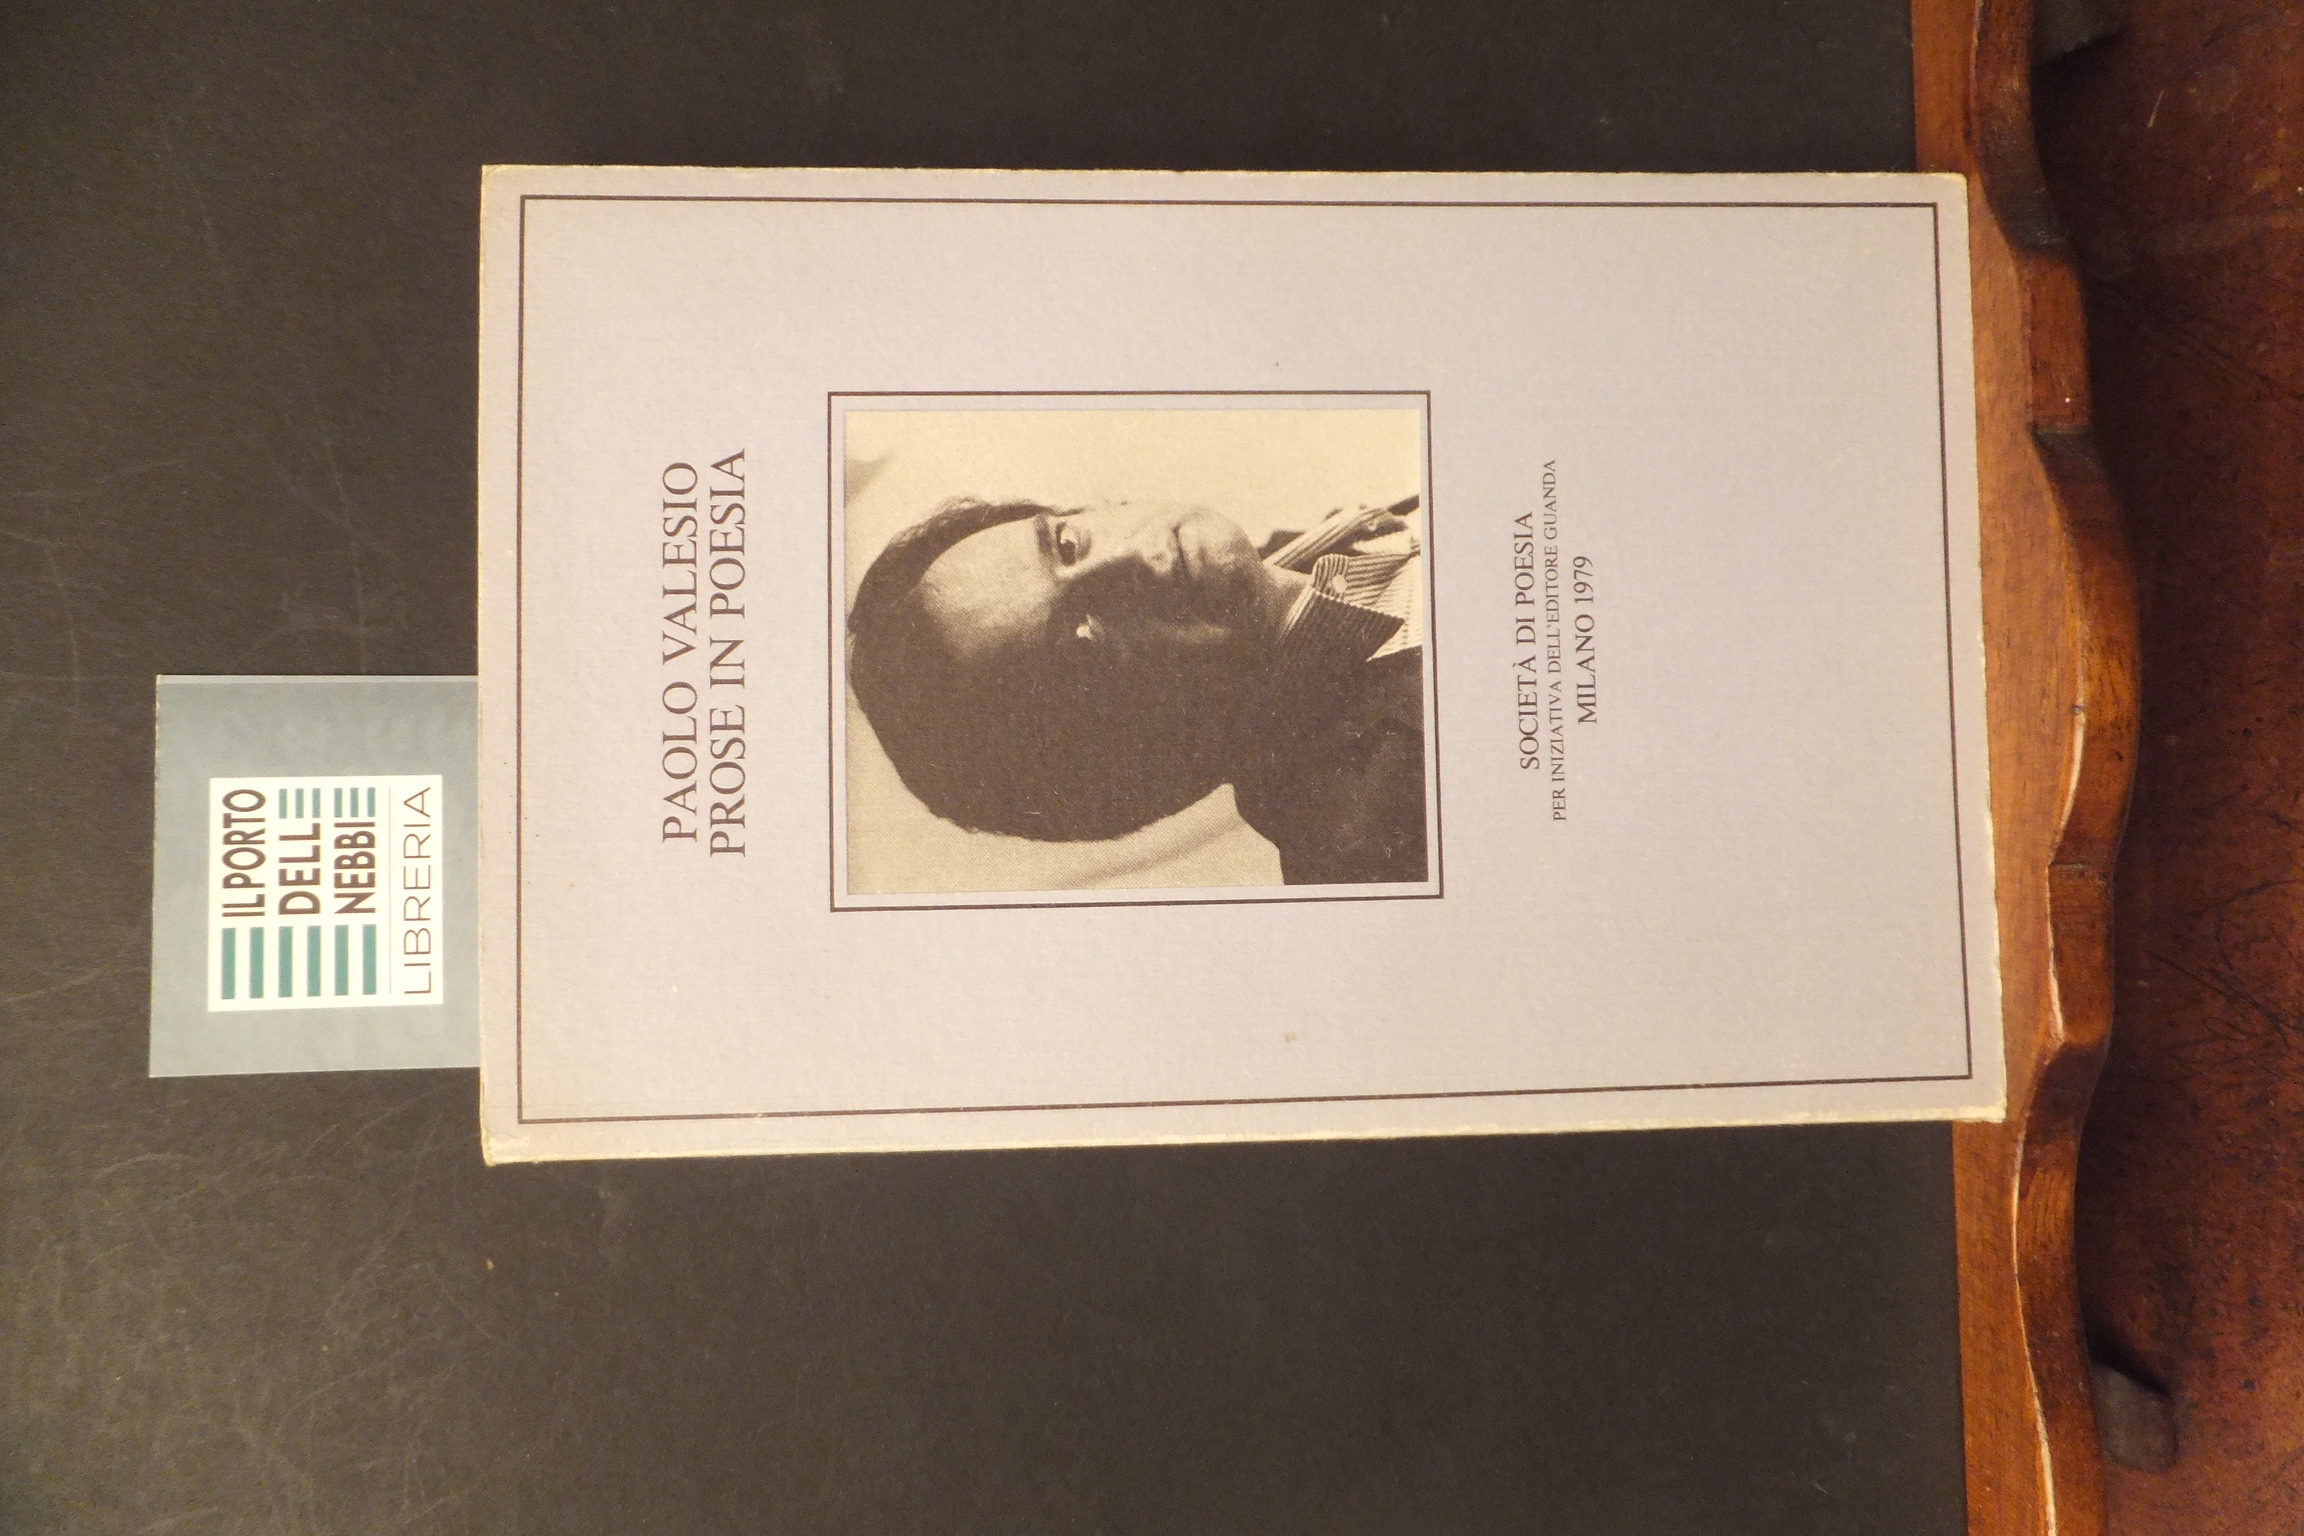 IL PORTO
DELLE
NEBBIE
LIBRERIA
PAOLO VALESIO
PROSE IN POESIA
SOCIETÀ DI POESIA
PER INIZIATIVA DELL'EDITORE GUANDA
MILANO 1979